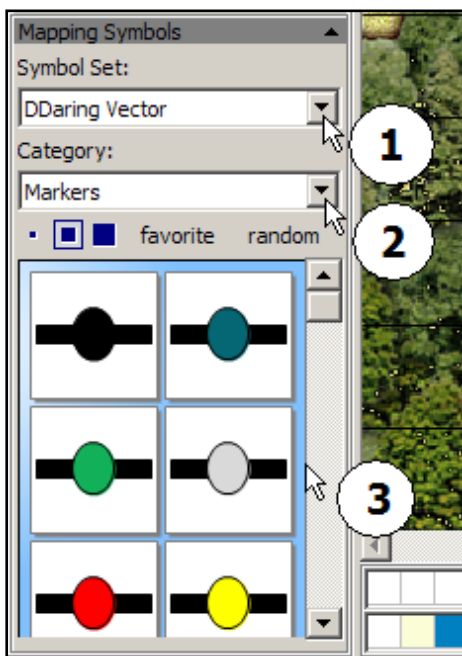 Mapping Symbols
Symbol Set:
DDaring Vector
1
Category:
Markers
2
favorite random
3